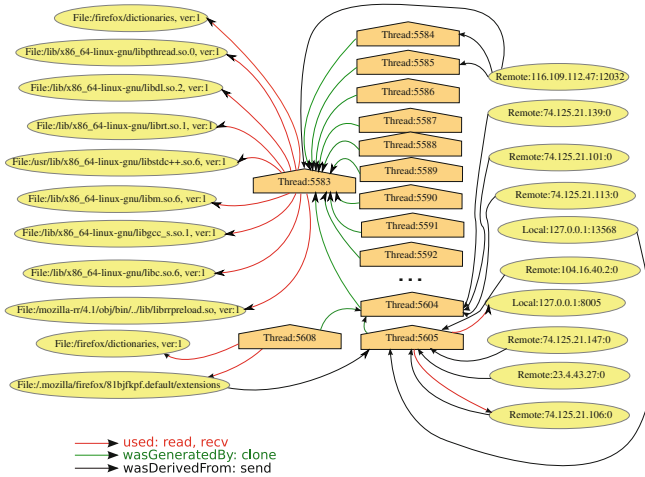 File:/firefox/dictionaries, ver:1
File:/lib/x86_64-linux-gnu/libpthread.so.0, ver:1
File:/lib/x86_64-linux-gnu/libdl.so.2, ver:1
File:/lib/x86_64-linux-gnu/librt.so.1, ver:1
File:/usr/lib/x86_64-linux-gnu/libstdc++.so.6, ver:1
File:/lib/x86_64-linux-gnu/libm.so.6, ver:1
File:/lib/x86_64-linux-gnu/libgcc_s.so.1, ver:1
File:/lib/x86_64-linux-gnu/libc.so.6, ver:1
File:/mozilla-rr/4.1/obj/bin/../lib/librrpreload.so, ver:1
File:/firefox/dictionaries, ver:1
File:/.mozilla/firefox/81bjfkpf.default/extensions
Thread:5583
Thread:5608
Thread:5584
Thread:5585
Thread:5586
Thread:5587
Thread:5588
Thread:5589
Thread:5590
Thread:5591
Thread:5592
...
Thread:5604
Thread:5605
Remote:116.109.112.47:12032
Remote:74.125.21.139:0
Remote:74.125.21.101:0
Remote:74.125.21.113:0
Local:127.0.0.1:13568
Remote:104.16.40.2:0
Local:127.0.0.1:8005
Remote:74.125.21.147:0
Remote:23.4.43.27:0
Remote:74.125.21.106:0
used: read, recv
wasGeneratedBy: clone
wasDerivedFrom: send